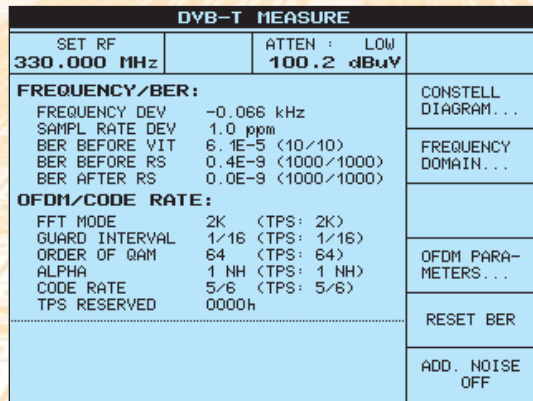 DVB-T MEASURE
SET RF
330.000 MHz
ATTEN : LOW
100.2 dBuV
FREQUENCY/BER:
FREQUENCY DEV -0.066 kHz
SAMPL RATE DEV 1.0 ppm
BER BEFORE VIT 6.1E-5 (10/10)
BER BEFORE RS 0.4E-9 (1000/1000)
BER AFTER RS 0.0E-9 (1000/1000)
OFDM/CODE RATE:
FFT MODE 2K (TPS: 2K)
GUARD INTERVAL 1/16 (TPS: 1/16)
ORDER OF QAM 64 (TPS: 64)
ALPHA 1 NH (TPS: 1 NH)
CODE RATE 5/6 (TPS: 5/6)
TPS RESERVED 0000h
CONSTELL
DIAGRAM...
FREQUENCY
DOMAIN...
OFDM PARA-
METERS...
RESET BER
ADD. NOISE
OFF